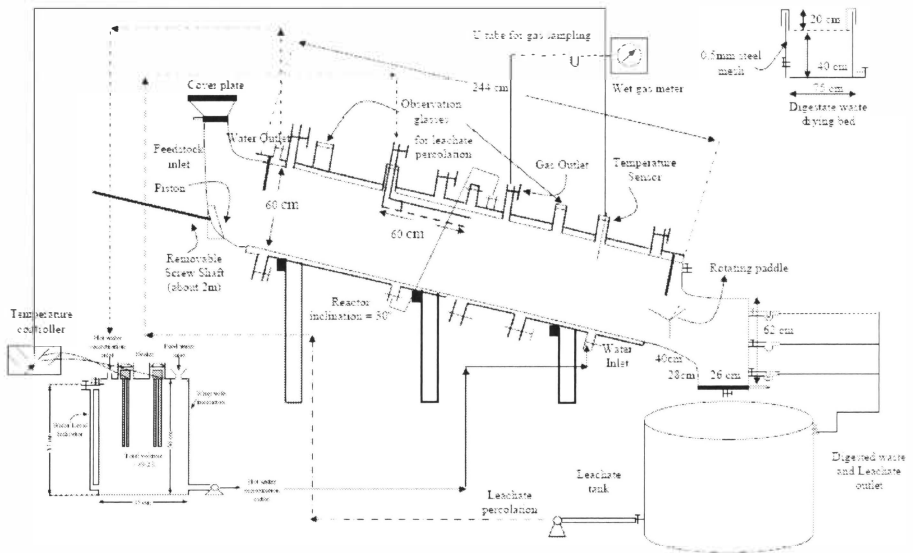 U tube for gas sampling
20 cm
0.5mm steel
mesh
40 cm
75 cm
Digestate waste
drying bed
Cover plate
244 cm
Wet gas meter
Observation
glasses
for leachate
percolation
Water Outlet
Feedstock
inlet
Gas Outlet
Temperature
Sensor
Piston
60 cm
60 cm
Removable
Screw Shaft
(about 2m)
Rotating paddle
Reactor
inclination = 30°
Temperature
controller
62 cm
Water
Inlet
40cm
28cm
26 cm
Hot water
Water Level
Indicator
Hot water
Leachate
percolation
Leachate
tank
Digested waste
and Leachate
outlet